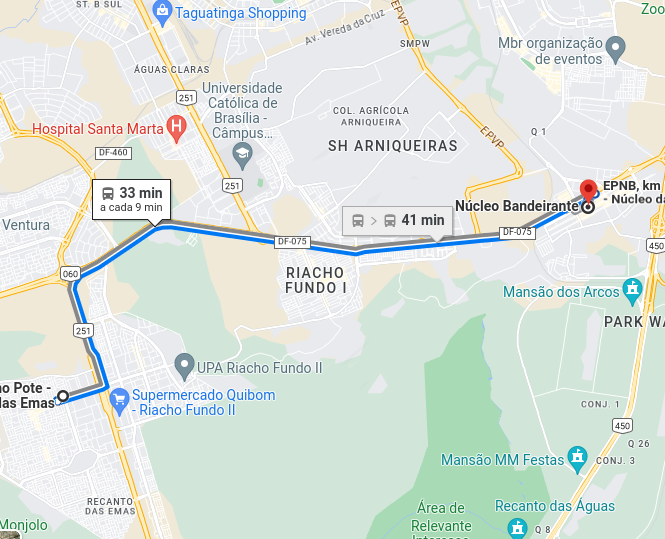 ST. B SUL
Taguatinga Shopping
Av. Vereda da Cruz
EPVP
SMPW
Zoo
Mbr organização
de eventos
ÁGUAS CLARAS
251
Universidade
Católica de
Brasília -
Câmpus...
COL. AGRÍCOLA
ARNIQUEIRA
Hospital Santa Marta
Q 1
EPVP
SH ARNIQUEIRAS
DF-460
33 min
a cada 9 min
251
EPNB, km
- Núcleo da
Núcleo Bandeirante
Ventura
41 min
DF-075
DF-075
450
060
RIACHO
FUNDO I
Mansão dos Arcos
PARK WA
251
UPA Riacho Fundo II
no Pote -
das Emas
Supermercado Quibom
- Riacho Fundo II
CONJ. 1
450
Q 26
Mansão MM Festas
CONJ. 3
RECANTO
DAS EMAS
Recanto das Águas
Área de
Relevante
Interesse
Monjolo
Q 8